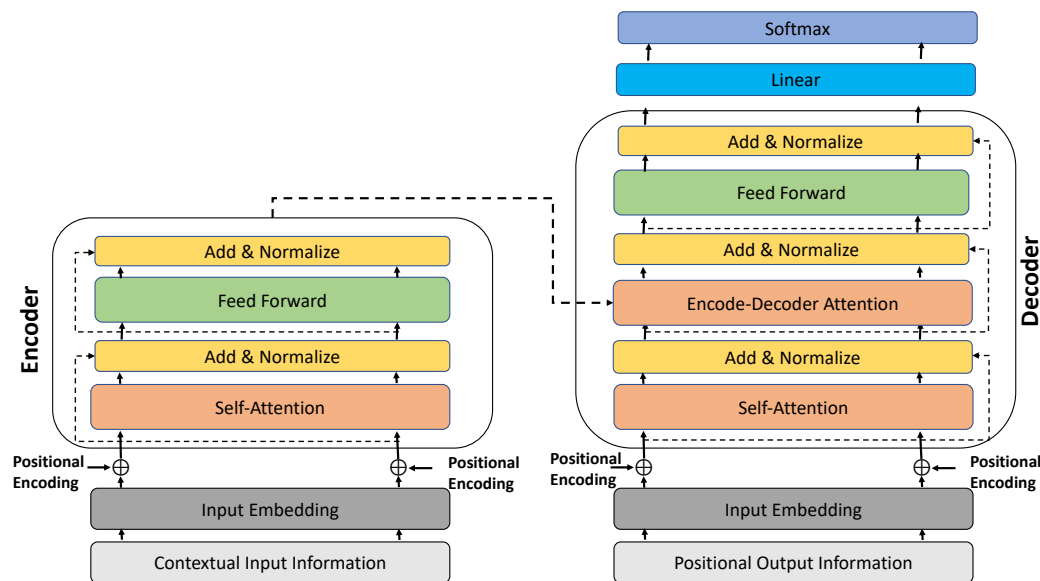 Softmax
Linear
Add & Normalize
Feed Forward
Add & Normalize
Encode-Decoder Attention
Add & Normalize
Self-Attention
Decoder
Positional
Encoding
Positional
Encoding
Input Embedding
Positional Output Information
Encoder
Add & Normalize
Feed Forward
Add & Normalize
Self-Attention
Positional
Encoding
Positional
Encoding
Input Embedding
Contextual Input Information